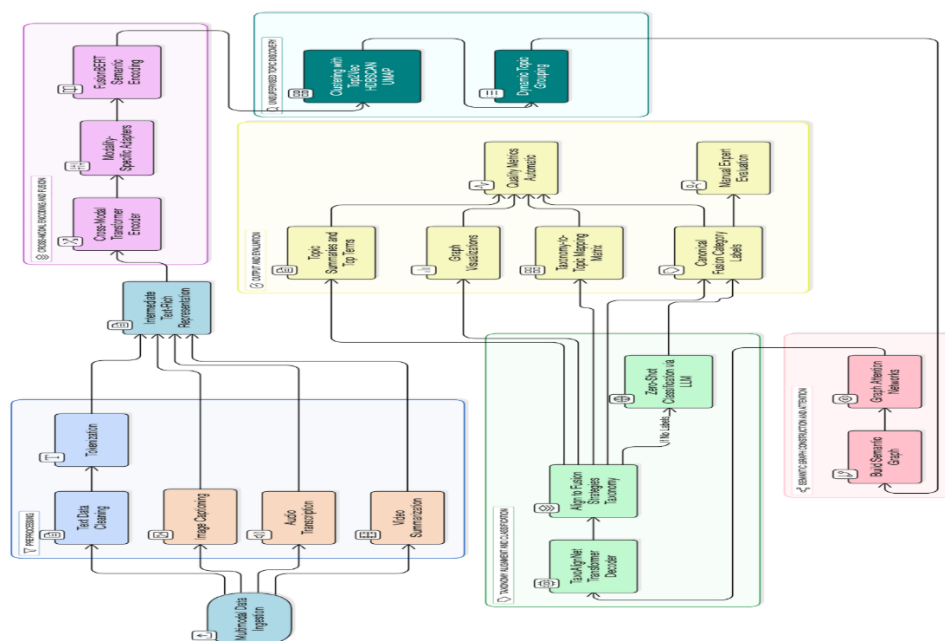 Multimodal Data
Ingestion
PREPROCESSING
Text Data
Cleaning
Tokenization
Image Captioning
Audio
Transcription
Video
Summarization
Intermediate
Text-Rich
Representation
CROSS-MODAL ENCODING AND FUSION
Cross-Modal
Transformer
Encoder
Modality-
Specific Adapters
FusionBERT
Semantic
Encoding
UNSUPERVISED TOPIC DISCOVERY
Clustering with
Top2Vec
HDBSCAN
UMAP
Dynamic Topic
Grouping
SEMANTIC GRAPH CONSTRUCTION AND ATTENTION
Build Semantic
Graph
Graph Attention
Networks
TAXONOMY ALIGNMENT AND CLASSIFICATION
TaxoAlignNet
Transformer
Decoder
Align to Fusion
Strategies
Taxonomy
If No Labels
Zero-Shot
Classification via
LLM
OUTPUT AND EVALUATION
Topic
Summaries and
Top Terms
Graph
Visualizations
Taxonomy-to-
Topic Mapping
Matrix
Canonical
Fusion Category
Labels
Quality Metrics
Automatic
Manual Expert
Evaluation